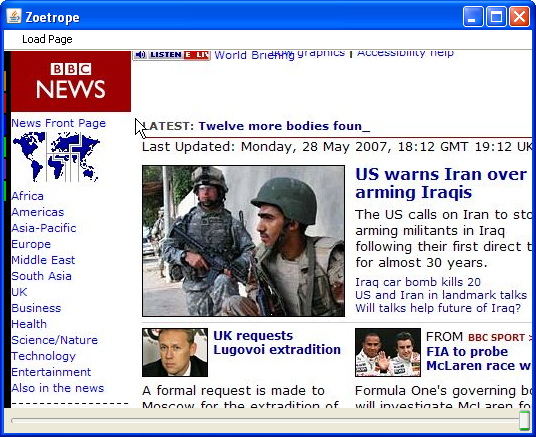 Zoetrope
Load Page
BBC
NEWS
LISTEN
World Briefing
graphics | Accessibility help
LATEST: Twelve more bodies foun_
Last Updated: Monday, 28 May 2007, 18:12 GMT 19:12 UK
News Front Page
Africa
Americas
Asia-Pacific
Europe
Middle East
South Asia
UK
Business
Health
Science/Nature
Technology
Entertainment
Also in the news
US warns Iran over
arming Iraqis
The US calls on Iran to sto
arming militants in Iraq
following their first direct t
for almost 30 years.
Iraq car bomb kills 20
US and Iran in landmark talks
Will talks help future of Iraq?
UK requests
Lugovoi extradition
A formal request is made to
Moscow for the extradition of
FROM BBC SPORT >
FIA to probe
McLaren race w
Formula One's governing bo
will investigate McLaren fo